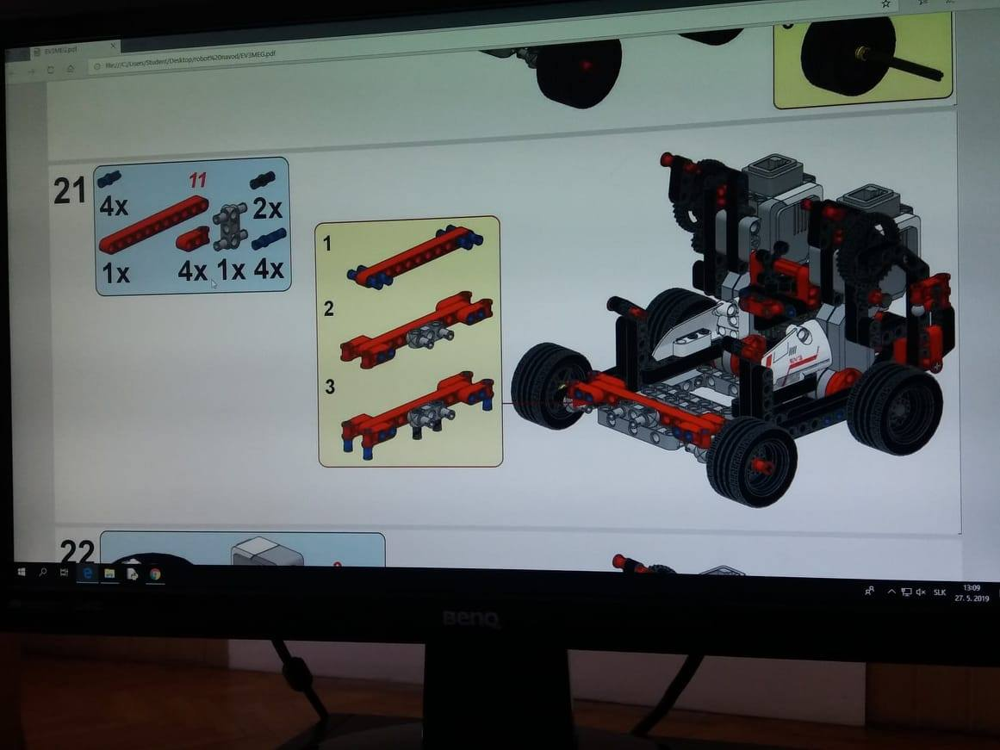 EV3MEG.pdf
file:///C:/Users/Student/Desktop/robot%20navod/EV3MEG.pdf
21
11
4x
2x
1x
4x 1x 4x
1
2
3
EV3
22
SLK
13:09
27. 5. 2019
BenQ